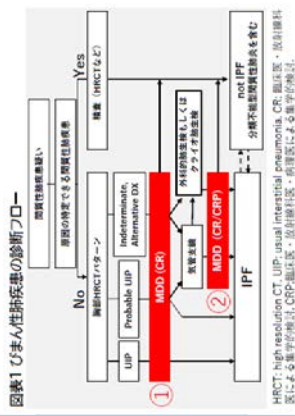 図表1 びまん性肺疾患の診断フロー
間質性肺疾患疑い
原因の特定できる間質性肺疾患
No
Yes
胸部HRCTパターン
精査（HRCTなど）
UIP
Probable UIP
Indeterminate, Alternative DX
①
MDD (CR)
気管支鏡
外科的肺生検もしくは
クライオ肺生検
②
MDD (CR/CRP)
IPF
not IPF
分類不能型間質性肺炎を含む
HRCT: high resolution CT, UIP: usual interstitial pneumonia, CR: 臨床医・放射線科
医による集学的検討, CRP: 臨床医・放射線科医・病理医による集学的検討.